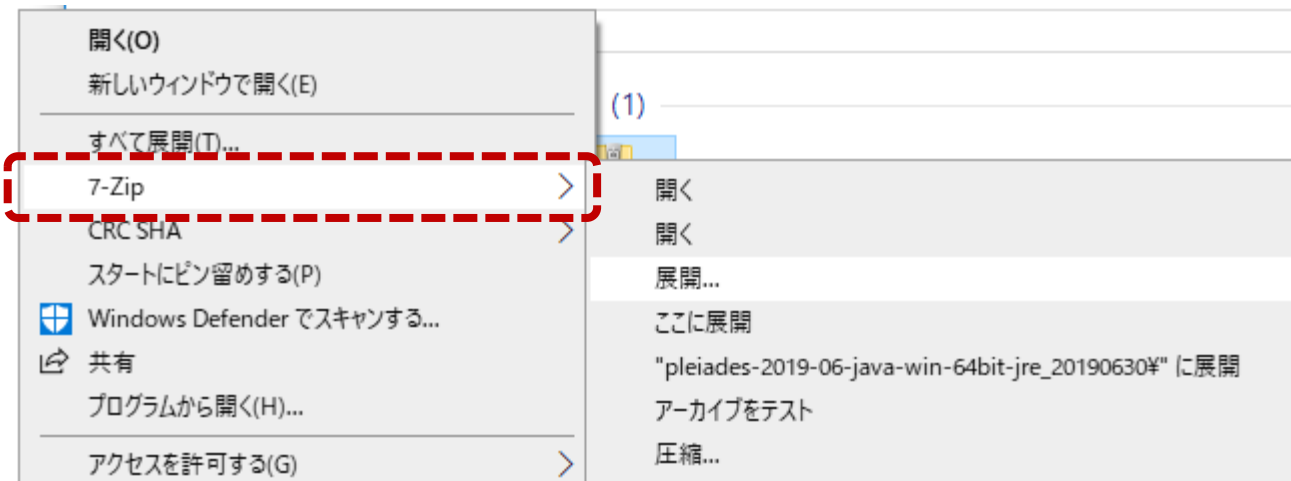 開く(O)
新しいウィンドウで開く(E)
(1)
すべて展開(T)...
7-Zip
CRC SHA
スタートにピン留めする(P)
Windows Defender でスキャンする...
共有
プログラムから開く(H)...
アクセスを許可する(G)
開く
開く
展開...
ここに展開
"pleiades-2019-06-java-win-64bit-jre_20190630¥" に展開
アーカイブをテスト
圧縮...